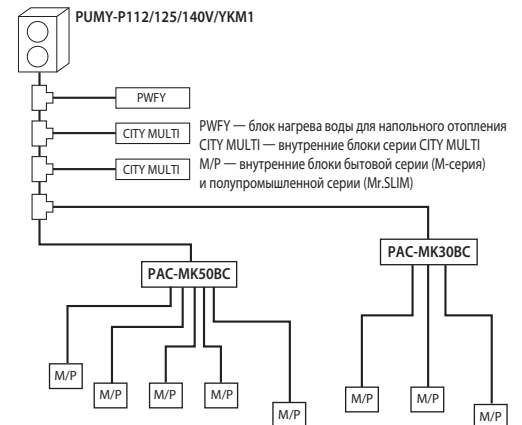 PUMY-P112/125/140V/YKM1
PWFY
CITY MULTI
CITY MULTI
PWFY — блок нагрева воды для напольного отопления
CITY MULTI — внутренние блоки серии CITY MULTI
M/P — внутренние блоки бытовой серии (М-серия)
и полупромышленной серии (Mr.SLIM)
PAC-MK50BC
PAC-MK30BC
M/P
M/P
M/P
M/P
M/P
M/P
M/P
M/P